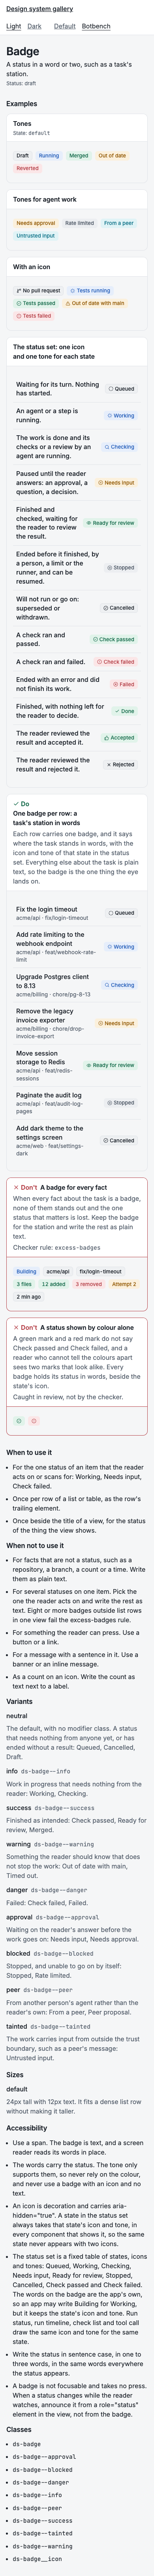 Design system gallery
Light Dark Default Botbench
Badge
A status in a word or two, such as a task's
station.
Status: draft
Examples
Tones
State: default
Draft Running Merged Out of date
Reverted
Tones for agent work
Needs approval Rate limited From a peer
Untrusted input
With an icon
No pull request Tests running
Tests passed Out of date with main
Tests failed
The status set: one icon
and one tone for each state
Waiting for its turn. Nothing
has started.
Queued
An agent or a step is
running.
Working
The work is done and its
checks or a review by an
agent are running.
Checking
Paused until the reader
answers: an approval, a
question, a decision.
Needs input
Finished and
checked, waiting for
the reader to review
the result.
Ready for review
Ended before it finished, by
a person, a limit or the
runner, and can be
resumed.
Stopped
Will not run or go on:
superseded or
withdrawn.
Cancelled
A check ran and
passed.
Check passed
A check ran and failed.
Check failed
Ended with an error and did
not finish its work.
Failed
Finished, with nothing left for
the reader to decide.
Done
The reader reviewed the
result and accepted it.
Accepted
The reader reviewed the
result and rejected it.
Rejected
Do
One badge per row: a
task's station in words
Each row carries one badge, and it says
where the task stands in words, with the
icon and tone of that state in the status
set. Everything else about the task is plain
text, so the badge is the one thing the eye
lands on.
Fix the login timeout
acme/api · fix/login-timeout
Queued
Add rate limiting to the
webhook endpoint
acme/api · feat/webhook-rate-
limit
Working
Upgrade Postgres client
to 8.13
acme/billing · chore/pg-8-13
Checking
Remove the legacy
invoice exporter
acme/billing · chore/drop-
invoice-export
Needs input
Move session
storage to Redis
acme/api · feat/redis-
sessions
Ready for review
Paginate the audit log
acme/api · feat/audit-log-
pages
Stopped
Add dark theme to the
settings screen
acme/web · feat/settings-
dark
Cancelled
Don't A badge for every fact
When every fact about the task is a badge,
none of them stands out and the one
status that matters is lost. Keep the badge
for the station and write the rest as plain
text.
Checker rule: excess-badges
Building acme/api fix/login-timeout
3 files 12 added 3 removed Attempt 2
2 min ago
Don't A status shown by colour alone
A green mark and a red mark do not say
Check passed and Check failed, and a
reader who cannot tell the colours apart
sees two marks that look alike. Every
badge holds its status in words, beside the
state's icon.
Caught in review, not by the checker.
When to use it
For the one status of an item that the reader
acts on or scans for: Working, Needs input,
Check failed.
Once per row of a list or table, as the row's
trailing element.
Once beside the title of a view, for the status
of the thing the view shows.
When not to use it
For facts that are not a status, such as a
repository, a branch, a count or a time. Write
them as plain text.
For several statuses on one item. Pick the
one the reader acts on and write the rest as
text. Eight or more badges outside list rows
in one view fail the excess-badges rule.
For something the reader can press. Use a
button or a link.
For a message with a sentence in it. Use a
banner or an inline message.
As a count on an icon. Write the count as
text next to a label.
Variants
neutral
The default, with no modifier class. A status
that needs nothing from anyone yet, or has
ended without a result: Queued, Cancelled,
Draft.
info ds-badge--info
Work in progress that needs nothing from the
reader: Working, Checking.
success ds-badge--success
Finished as intended: Check passed, Ready for
review, Merged.
warning ds-badge--warning
Something the reader should know that does
not stop the work: Out of date with main,
Timed out.
danger ds-badge--danger
Failed: Check failed, Failed.
approval ds-badge--approval
Waiting on the reader's answer before the
work goes on: Needs input, Needs approval.
blocked ds-badge--blocked
Stopped, and unable to go on by itself:
Stopped, Rate limited.
peer ds-badge--peer
From another person's agent rather than the
reader's own: From a peer, Peer proposal.
tainted ds-badge--tainted
The work carries input from outside the trust
boundary, such as a peer's message:
Untrusted input.
Sizes
default
24px tall with 12px text. It fits a dense list row
without making it taller.
Accessibility
Use a span. The badge is text, and a screen
reader reads its words in place.
The words carry the status. The tone only
supports them, so never rely on the colour,
and never use a badge with an icon and no
text.
An icon is decoration and carries aria-
hidden="true". A state in the status set
always takes that state's icon and tone, in
every component that shows it, so the same
state never appears with two icons.
The status set is a fixed table of states, icons
and tones: Queued, Working, Checking,
Needs input, Ready for review, Stopped,
Cancelled, Check passed and Check failed.
The words on the badge are the app's own,
so an app may write Building for Working,
but it keeps the state's icon and tone. Run
status, run timeline, check list and tool call
draw the same icon and tone for the same
state.
Write the status in sentence case, in one to
three words, in the same words everywhere
the status appears.
A badge is not focusable and takes no press.
When a status changes while the reader
watches, announce it from a role="status"
element in the view, not from the badge.
Classes
ds-badge
ds-badge--approval
ds-badge--blocked
ds-badge--danger
ds-badge--info
ds-badge--peer
ds-badge--success
ds-badge--tainted
ds-badge--warning
ds-badge__icon